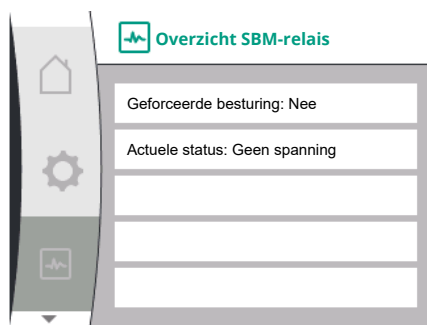 Overzicht SBM-relais
Geforceerde besturing: Nee
Actuele status: Geen spanning